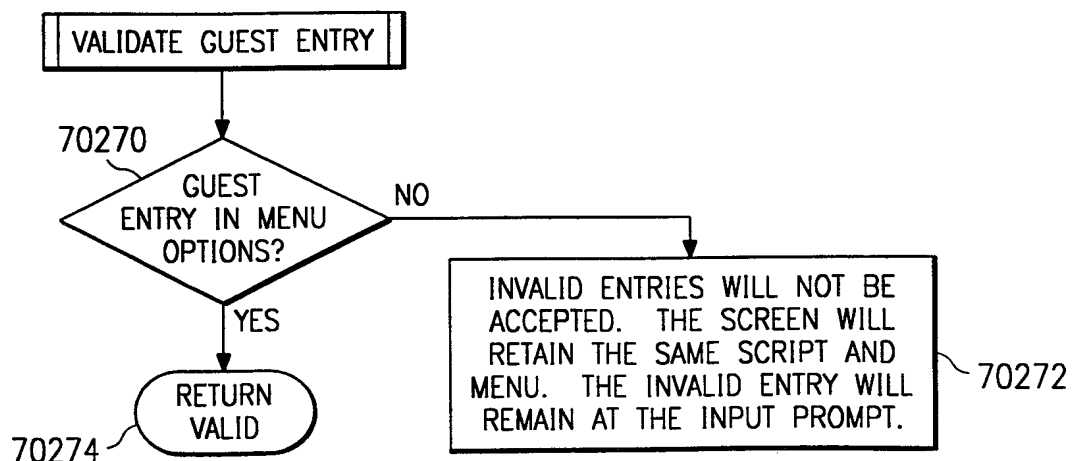 VALIDATE GUEST ENTRY
70270
GUEST
ENTRY IN MENU
OPTIONS?
NO
YES
INVALID ENTRIES WILL NOT BE
ACCEPTED. THE SCREEN WILL
RETAIN THE SAME SCRIPT AND
MENU. THE INVALID ENTRY WILL
REMAIN AT THE INPUT PROMPT.
70272
RETURN
VALID
70274